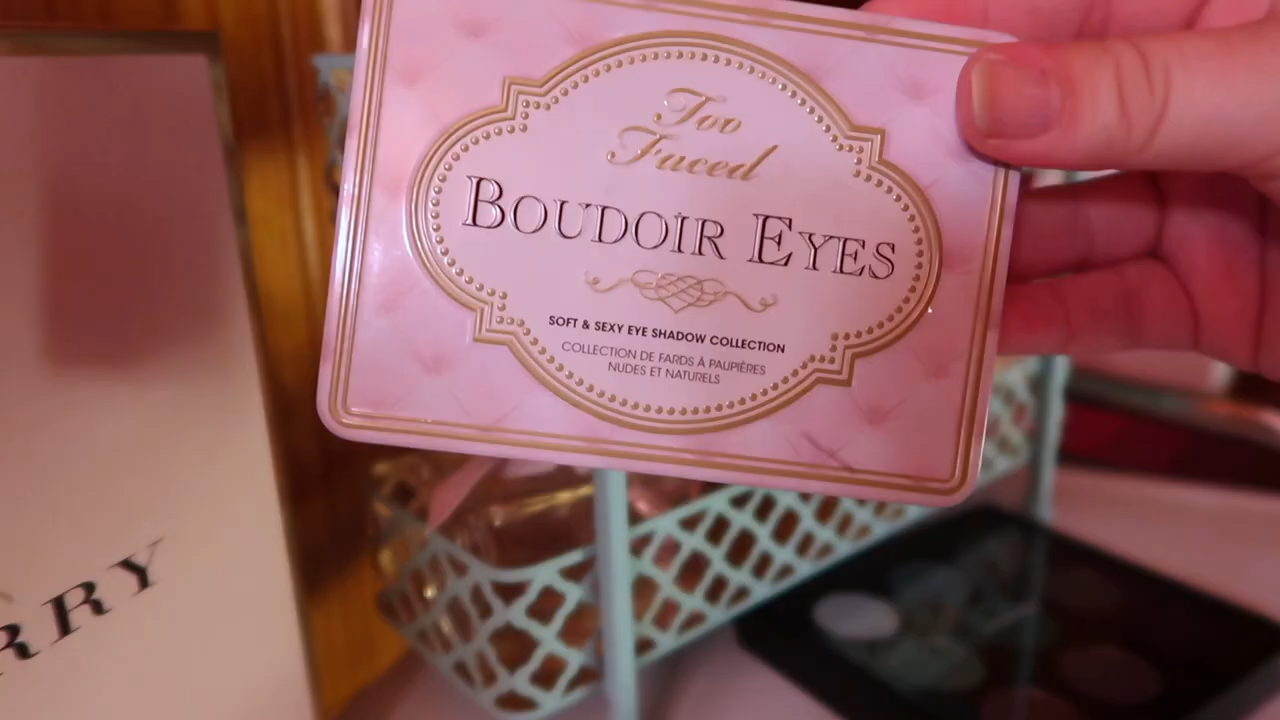 Too
Faced
BOUDOIR EYES
SOFT & SEXY EYE SHADOW COLLECTION
COLLECTION DE FARDS À PAUPIÈRES
NUDES ET NATURELS
RRY